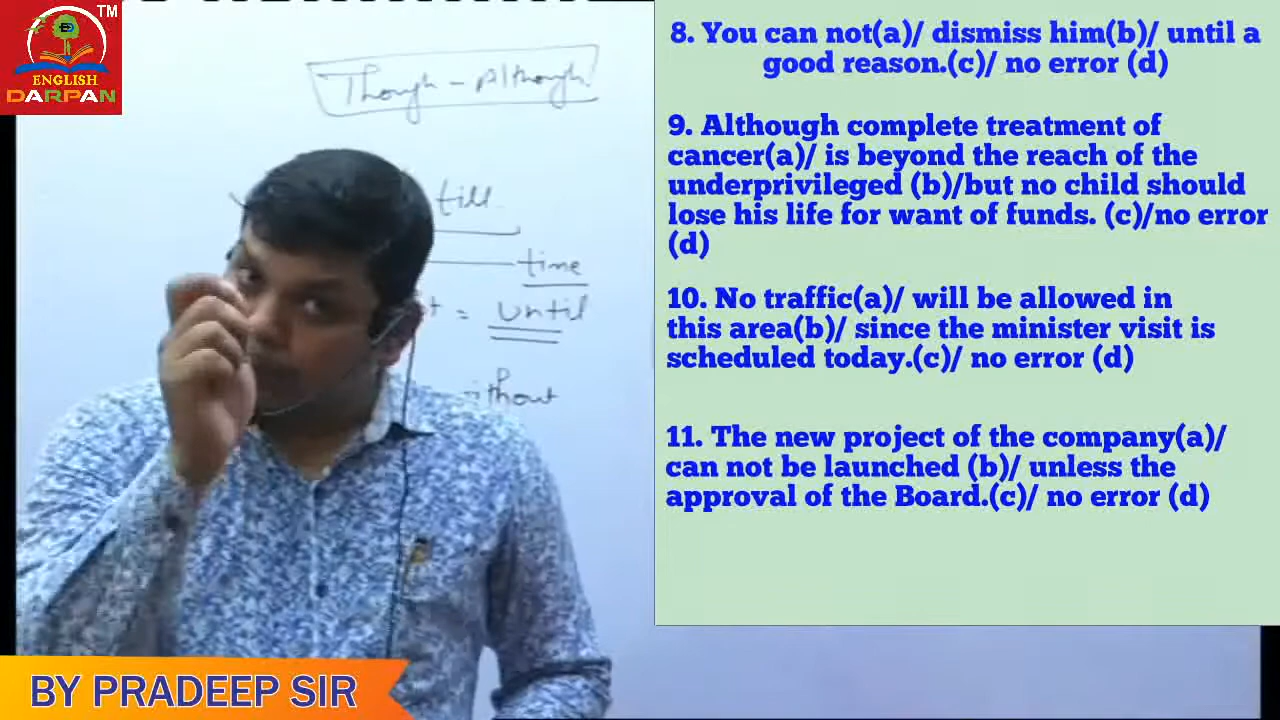 TM
ENGLISH
DARPAN
Though - Although
till
time
= until
without
8. You can not(a)/ dismiss him(b)/ until a
good reason.(c)/ no error (d)
9. Although complete treatment of
cancer(a)/ is beyond the reach of the
underprivileged (b)/but no child should
lose his life for want of funds. (c)/no error
(d)
10. No traffic(a)/ will be allowed in
this area(b)/ since the minister visit is
scheduled today.(c)/ no error (d)
11. The new project of the company(a)/
can not be launched (b)/ unless the
approval of the Board.(c)/ no error (d)
BY PRADEEP SIR